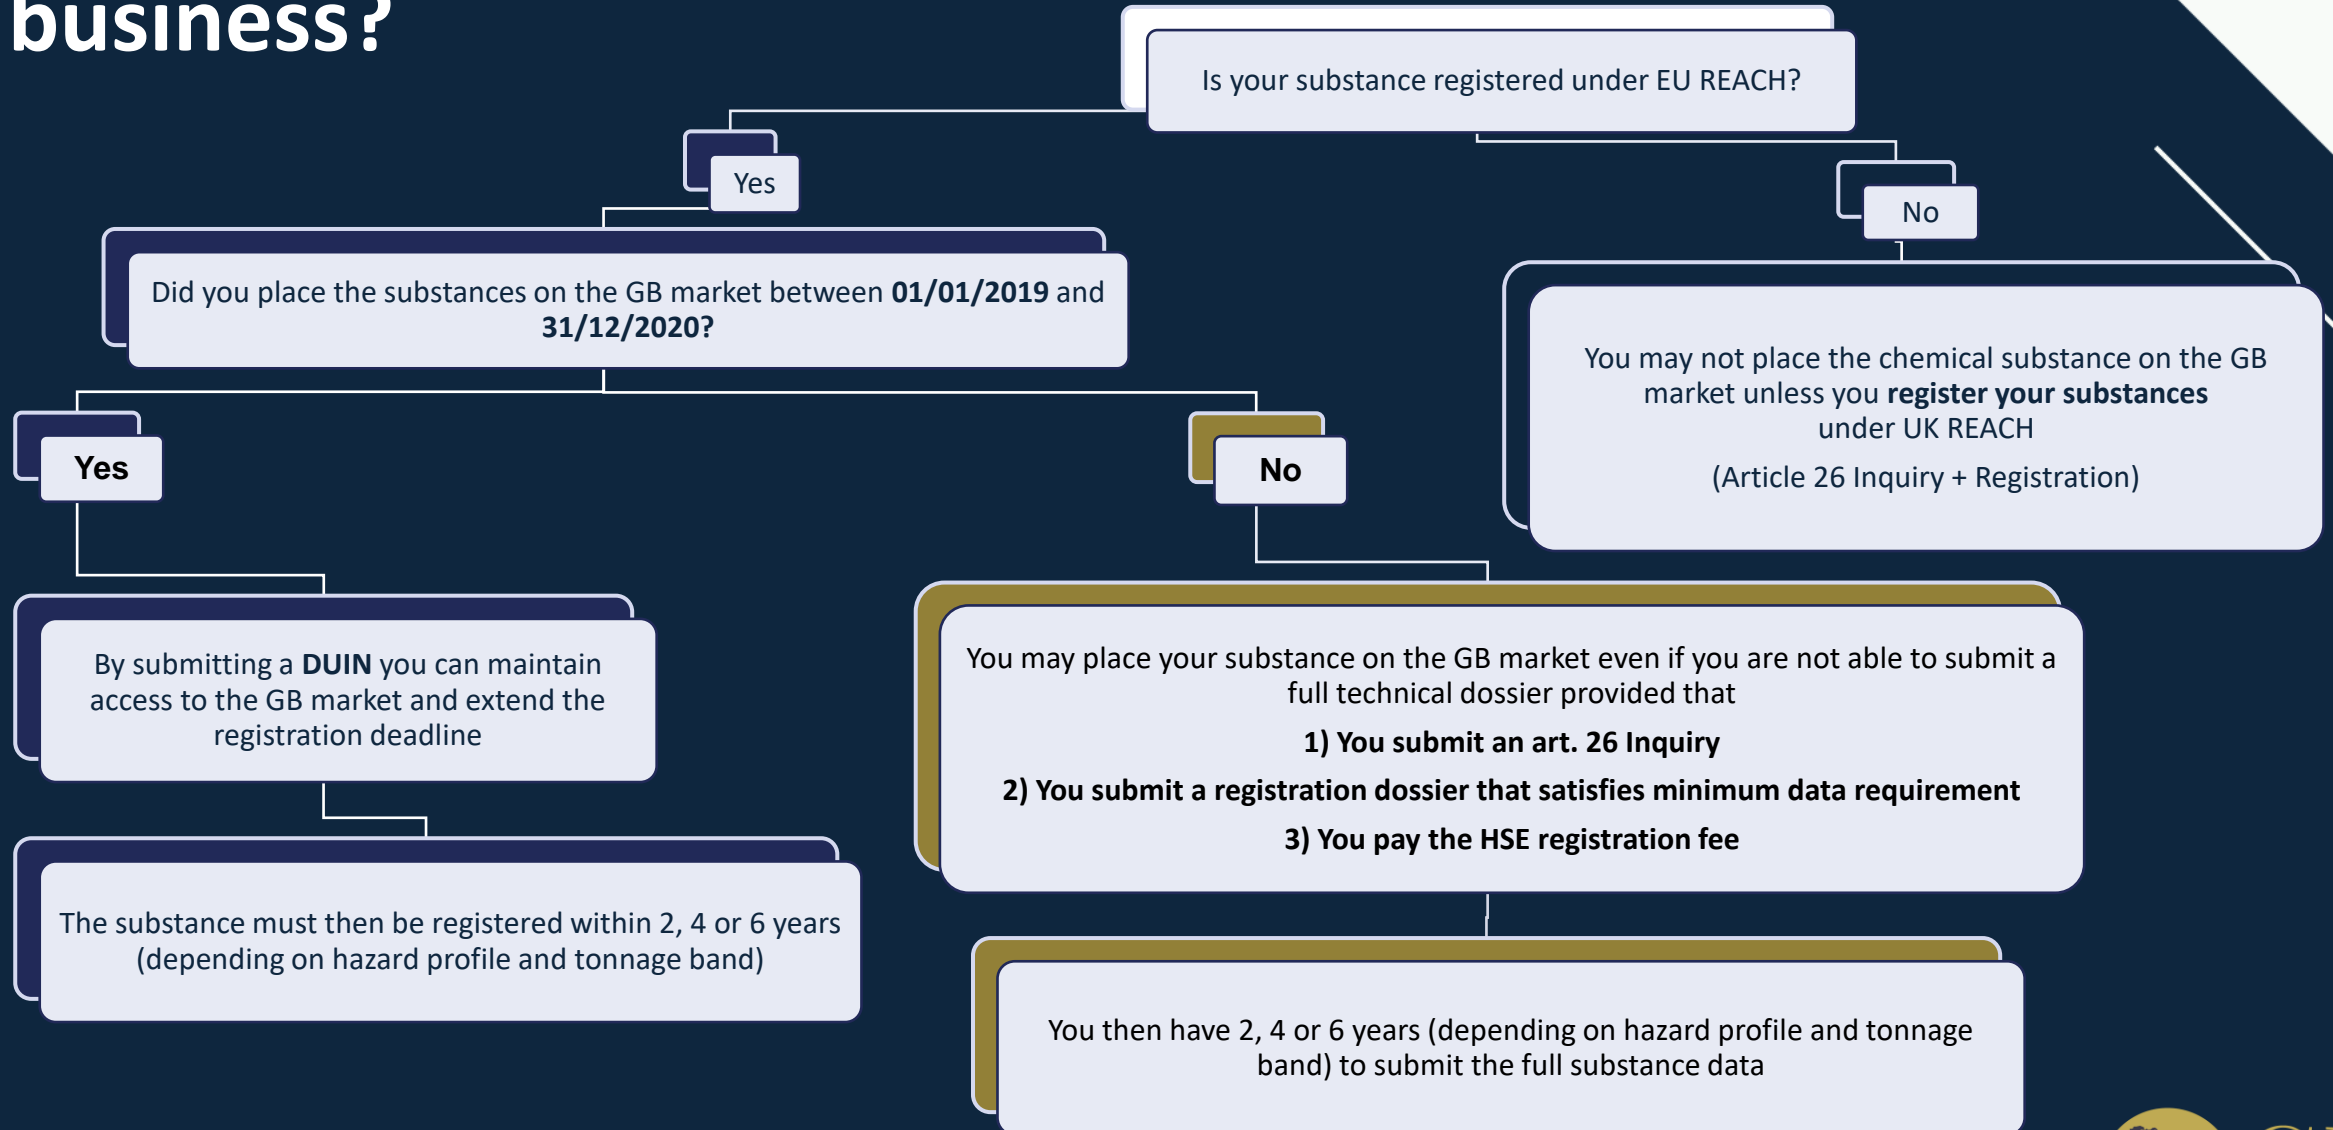 business?
Is your substance registered under EU REACH?
Yes
No
Did you place the substances on the GB market between 01/01/2019 and
31/12/2020?
You may not place the chemical substance on the GB
market unless you register your substances
under UK REACH
(Article 26 Inquiry + Registration)
Yes
No
By submitting a DUIN you can maintain
access to the GB market and extend the
registration deadline
The substance must then be registered within 2, 4 or 6 years
(depending on hazard profile and tonnage band)
You may place your substance on the GB market even if you are not able to submit a
full technical dossier provided that
1) You submit an art. 26 Inquiry
2) You submit a registration dossier that satisfies minimum data requirement
3) You pay the HSE registration fee
You then have 2, 4 or 6 years (depending on hazard profile and tonnage
band) to submit the full substance data